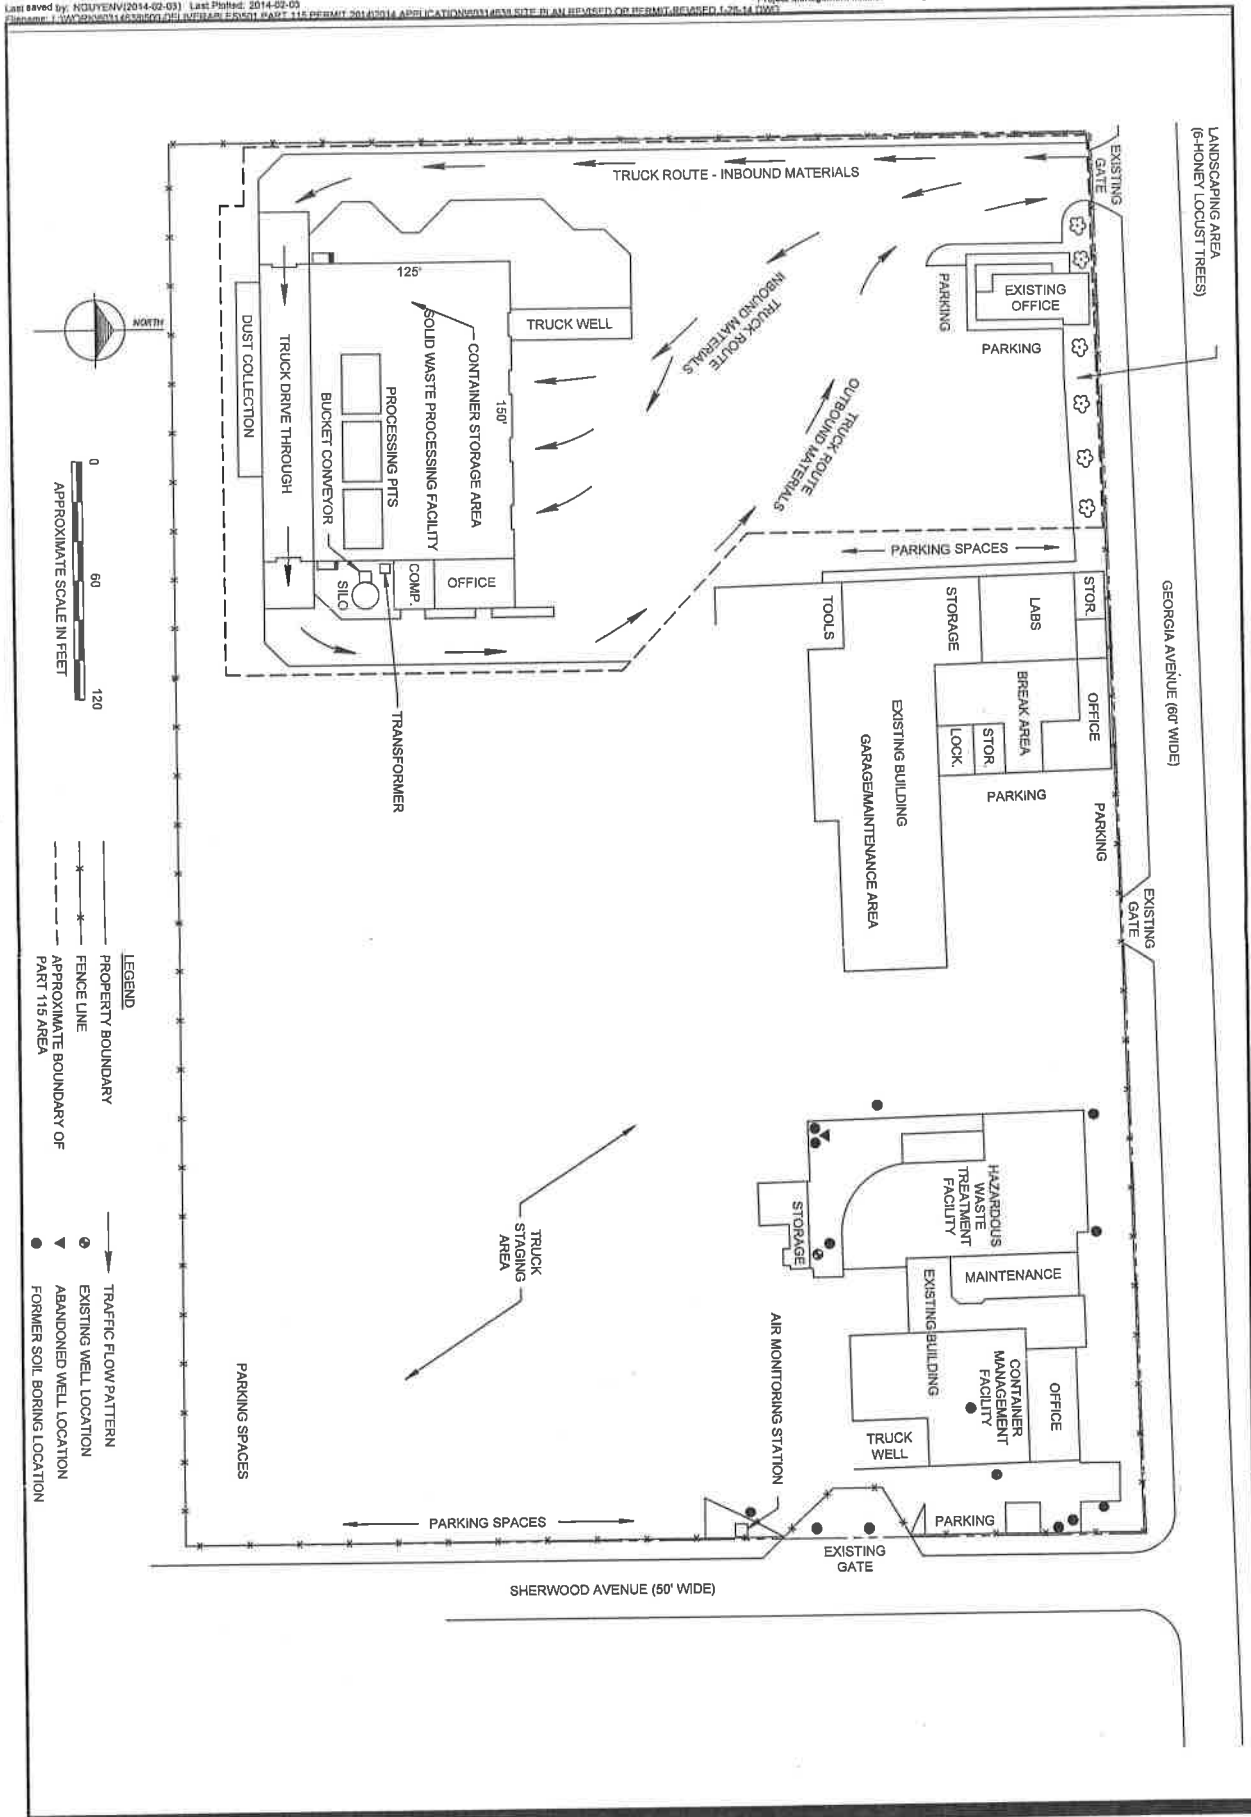 Last saved by: NGUYENV(2014-02-03) Last Plotted: 2014-02-03
LANDSCAPING AREA
(6-HONEY LOCUST TREES)
EXISTING
GATE
TRUCK ROUTE - INBOUND MATERIALS
EXISTING
OFFICE
PARKING
PARKING
TRUCK ROUTE
INBOUND MATERIALS
TRUCK ROUTE
OUTBOUND MATERIALS
GEORGIA AVENUE (60' WIDE)
NORTH
125'
TRUCK WELL
150'
CONTAINER STORAGE AREA
SOLID WASTE PROCESSING FACILITY
PROCESSING PITS
BUCKET CONVEYOR
TRUCK DRIVE THROUGH
DUST COLLECTION
0
60
120
APPROXIMATE SCALE IN FEET
SILO
COMP.
OFFICE
TRANSFORMER
PARKING SPACES
STOR.
LABS
STORAGE
TOOLS
OFFICE
BREAK AREA
STOR.
LOCK.
EXISTING BUILDING
GARAGE/MAINTENANCE AREA
PARKING
PARKING
EXISTING
GATE
HAZARDOUS
WASTE
TREATMENT
FACILITY
STORAGE
MAINTENANCE
EXISTING BUILDING
CONTAINER
MANAGEMENT
FACILITY
OFFICE
TRUCK
WELL
TRUCK
STAGING
AREA
AIR MONITORING STATION
PARKING SPACES
PARKING SPACES
PARKING
EXISTING
GATE
SHERWOOD AVENUE (50' WIDE)
LEGEND
PROPERTY BOUNDARY
FENCE LINE
APPROXIMATE BOUNDARY OF
PART 115 AREA
TRAFFIC FLOW PATTERN
EXISTING WELL LOCATION
ABANDONED WELL LOCATION
FORMER SOIL BORING LOCATION